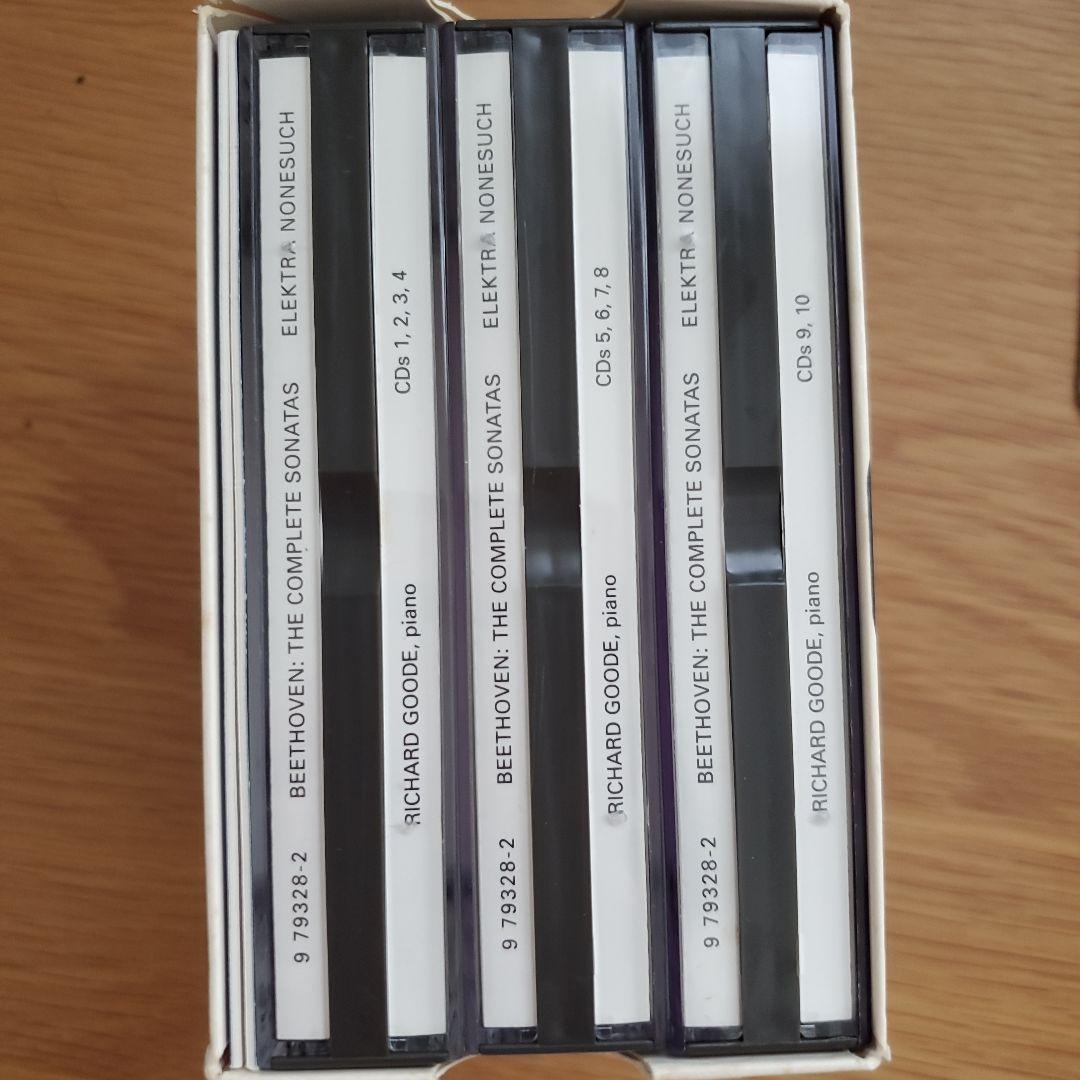 9 79328-2 BEETHOVEN: THE COMPLETE SONATAS ELEKTRA NONESUCH
RICHARD GOODE, piano CDs 1, 2, 3, 4
9 79328-2 BEETHOVEN: THE COMPLETE SONATAS ELEKTRA NONESUCH
RICHARD GOODE, piano CDs 5, 6, 7, 8
9 79328-2 BEETHOVEN: THE COMPLETE SONATAS ELEKTRA NONESUCH
RICHARD GOODE, piano CDs 9, 10